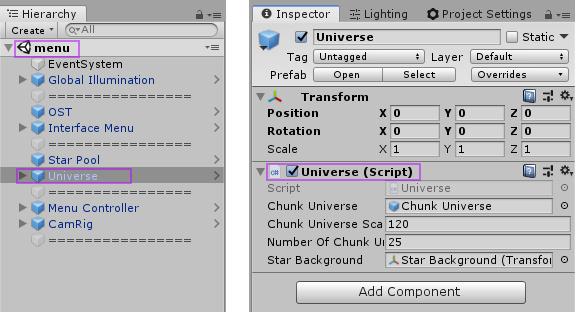 Hierarchy
Create
All
menu
EventSystem
Global Illumination
=================
OST
Interface Menu
=================
Star Pool
Universe
=================
Menu Controller
CamRig
=================
Inspector Lighting Project Settings
Universe Static
Tag Untagged Layer Default
Prefab Open Select Overrides
Transform
Position X 0 Y 0 Z 0
Rotation X 0 Y 0 Z 0
Scale X 1 Y 1 Z 1
c# Universe (Script)
Script Universe
Chunk Universe Chunk Universe
Chunk Universe Sca 120
Number Of Chunk Un 25
Star Background Star Background (Transfor
Add Component